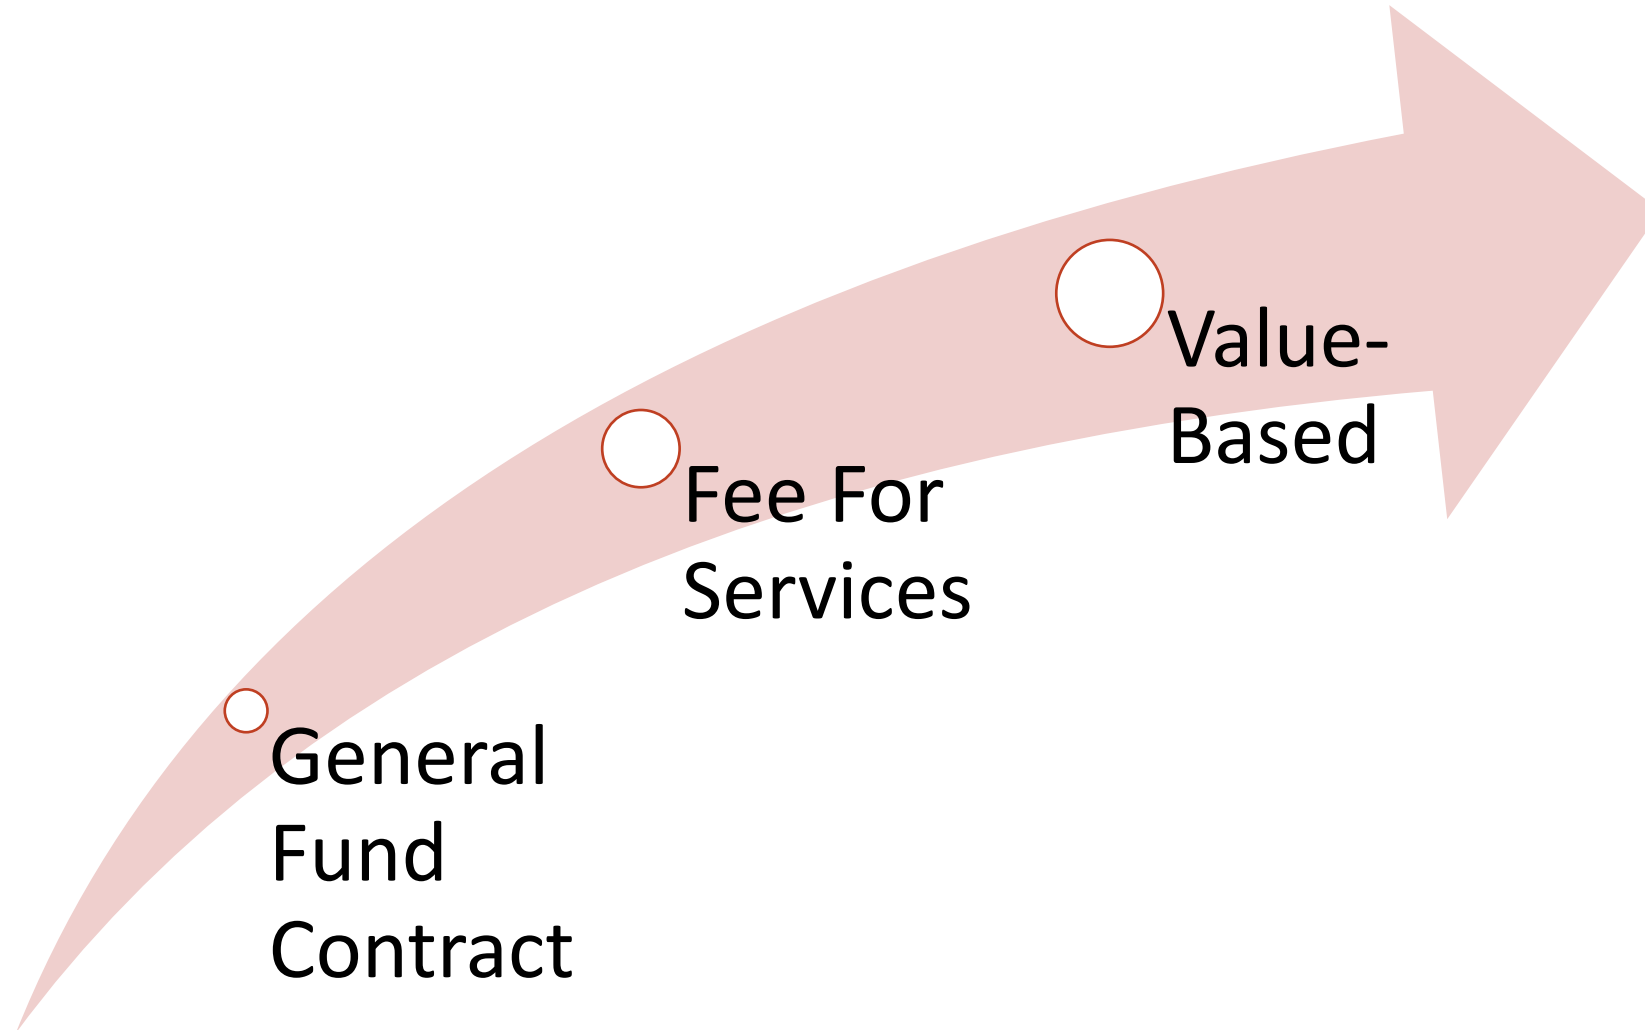 General
Fund
Contract
Fee For
Services
Value-
Based